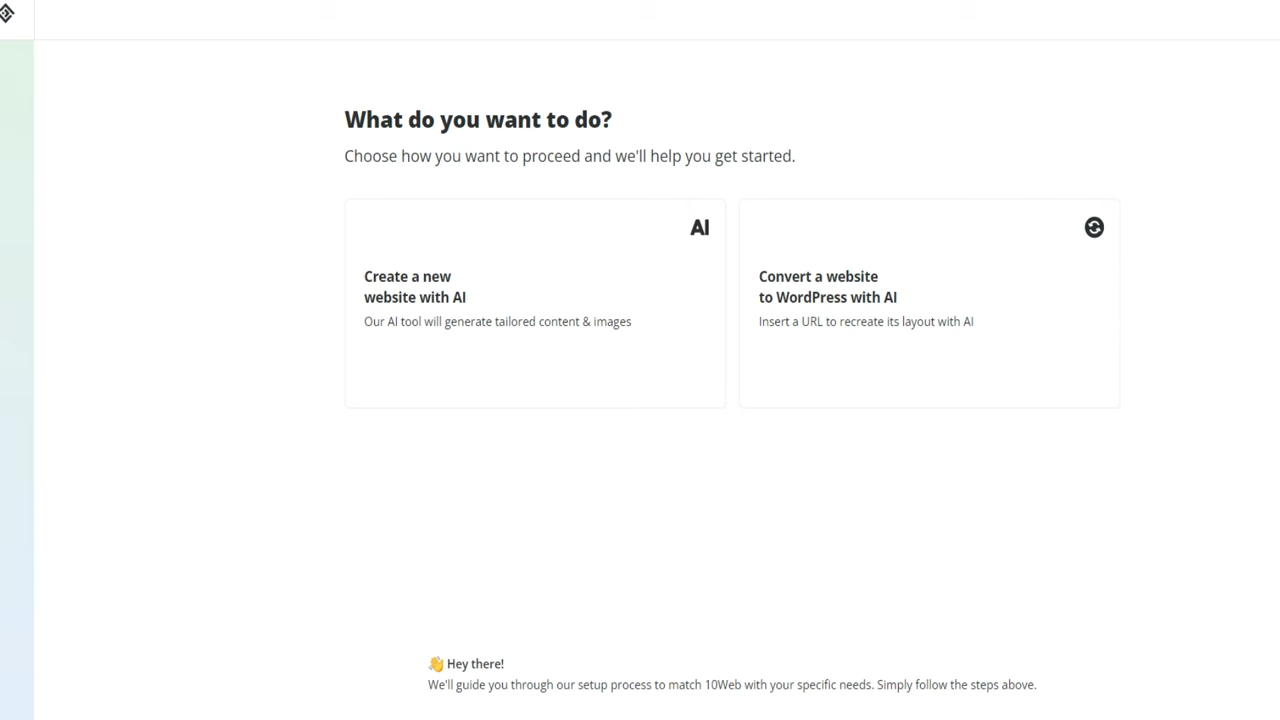 What do you want to do?
Choose how you want to proceed and we'll help you get started.
AI
Create a new
website with AI
Our AI tool will generate tailored content & images
Convert a website
to WordPress with AI
Insert a URL to recreate its layout with AI
👋 Hey there!
We'll guide you through our setup process to match 10Web with your specific needs. Simply follow the steps above.